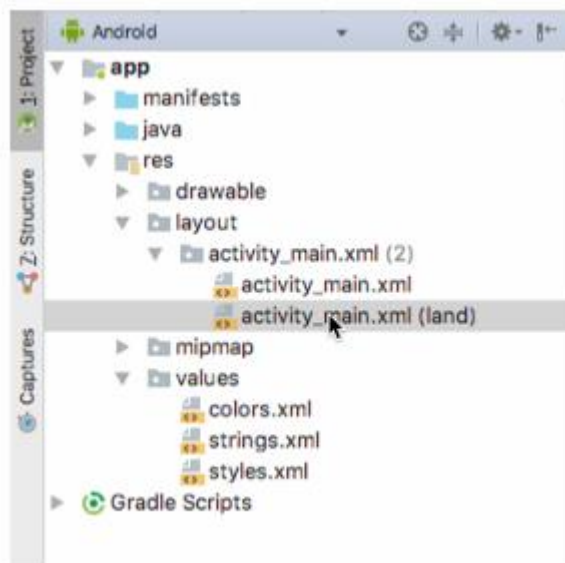 Android
1: Project
app
manifests
java
res
drawable
Z: Structure
layout
activity_main.xml (2)
activity_main.xml
activity_main.xml (land)
Captures
mipmap
values
colors.xml
strings.xml
styles.xml
Gradle Scripts